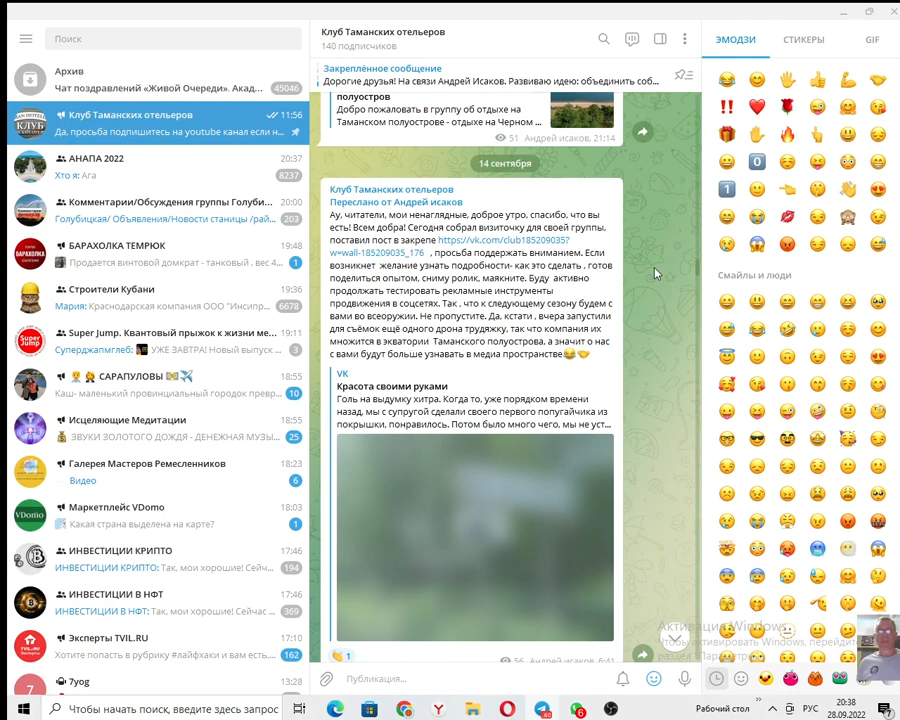 Поиск
Архив
Чат поздравлений «Живой Очереди». Акад... 45046
Клуб Таманских отельеров 11:56
Да, просьба подпишитесь на youtube канал если н...
АНАПА 2022 20:37
Хто я: Ага 8237
Комментарии/Обсуждения группы Голуби... 20:00
Голубицкая/ Объявления/Новости станицы /рай... 203
БАРАХОЛКА ТЕМРЮК 19:48
Продается винтовой домкрат - танковый , вес 4... 1
Строители Кубани 19:36
Мария: Краснодарская компания ООО "Инсипр... 6678
Super Jump. Квантовый прыжок к жизни ме... 19:11
Суперджапмглеб: УЖЕ ЗАВТРА! Новый выпуск ... 3
САРАПУЛОВЫ 18:55
Каш- маленький провинциальный городок превр... 10
Исцеляющие Медитации 18:55
ЗВУКИ ЗОЛОТОГО ДОЖДЯ - ДЕНЕЖНАЯ МУЗЫ... 25
Галерея Мастеров Ремесленников 18:23
Видео 6
Маркетплейс VDomo 18:03
Какая страна выделена на карте? 1
ИНВЕСТИЦИИ КРИПТО 17:46
ИНВЕСТИЦИИ КРИПТО: Так, мои хорошие! Сейч... 194
ИНВЕСТИЦИИ В НФТ 17:46
ИНВЕСТИЦИИ В НФТ: Так, мои хорошие! Сейчас ... 369
Эксперты TVIL.RU 17:10
Хотите попасть в рубрику #лайфхаки и вам есть... 162
7yog
Клуб Таманских отельеров
140 подписчиков
Закреплённое сообщение
Дорогие друзья! На связи Андрей Исаков. Развиваю идею: объединить соб...
полуостров
Добро пожаловать в группу об отдыхе на
Таманском полуострове - отдыхе на Черном ...
51 Андрей исаков, 21:14
14 сентября
Клуб Таманских отельеров
Переслано от Андрей исаков
Ау, читатели, мои ненаглядные, доброе утро, спасибо, что вы
есть! Всем добра! Сегодня собрал визиточку для своей группы,
поставил пост в закрепе https://vk.com/club185209035?
w=wall-185209035_176 , просьба поддержать внимаем. Если
возникнет желание узнать подробности- как это сделать , готов
поделиться опытом, сниму ролик, маякните. Буду активно
продолжать тестировать рекламные инструменты
продвижения в соцсетях. Так , что к следующему сезону будем с
вами во всеоружии. Не пропустите. Да, кстати , вчера запустили
для съёмок ещё одного дрона трудяжку, так что компания их
множится в экватории Таманского полуострова, а значит о нас
с вами будут больше узнавать в медиа пространстве
VK
Красота своими руками
Голь на выдумку хитра. Когда то, уже порядком времени
назад, мы с супругой сделали своего первого попугайчика из
покрышки, понравилось. Потом было много чего, мы не уст...
1
56 Андрей исаков, 6:41
Публикация...
ЭМОДЗИ СТИКЕРЫ GIF
Смайлы и люди
Активация Windows
Чтобы активировать Windows, перейдите
раздел "Параметры"
Чтобы начать поиск, введите здесь запрос
Рабочий стол
РУС
20:38
28.09.2022